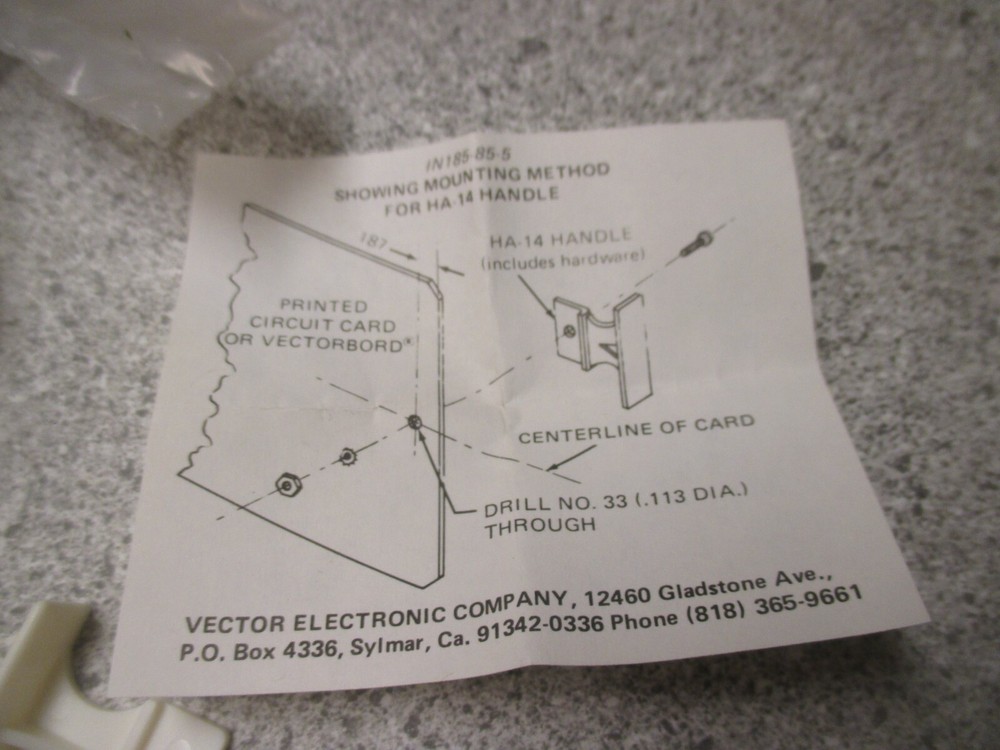 IN185-85-5
SHOWING MOUNTING METHOD
FOR HA-14 HANDLE
.187
HA-14 HANDLE
(includes hardware)
PRINTED
CIRCUIT CARD
OR VECTORBORD®
CENTERLINE OF CARD
DRILL NO. 33 (.113 DIA.)
THROUGH
VECTOR ELECTRONIC COMPANY, 12460 Gladstone Ave.,
P.O. Box 4336, Sylmar, Ca. 91342-0336 Phone (818) 365-9661